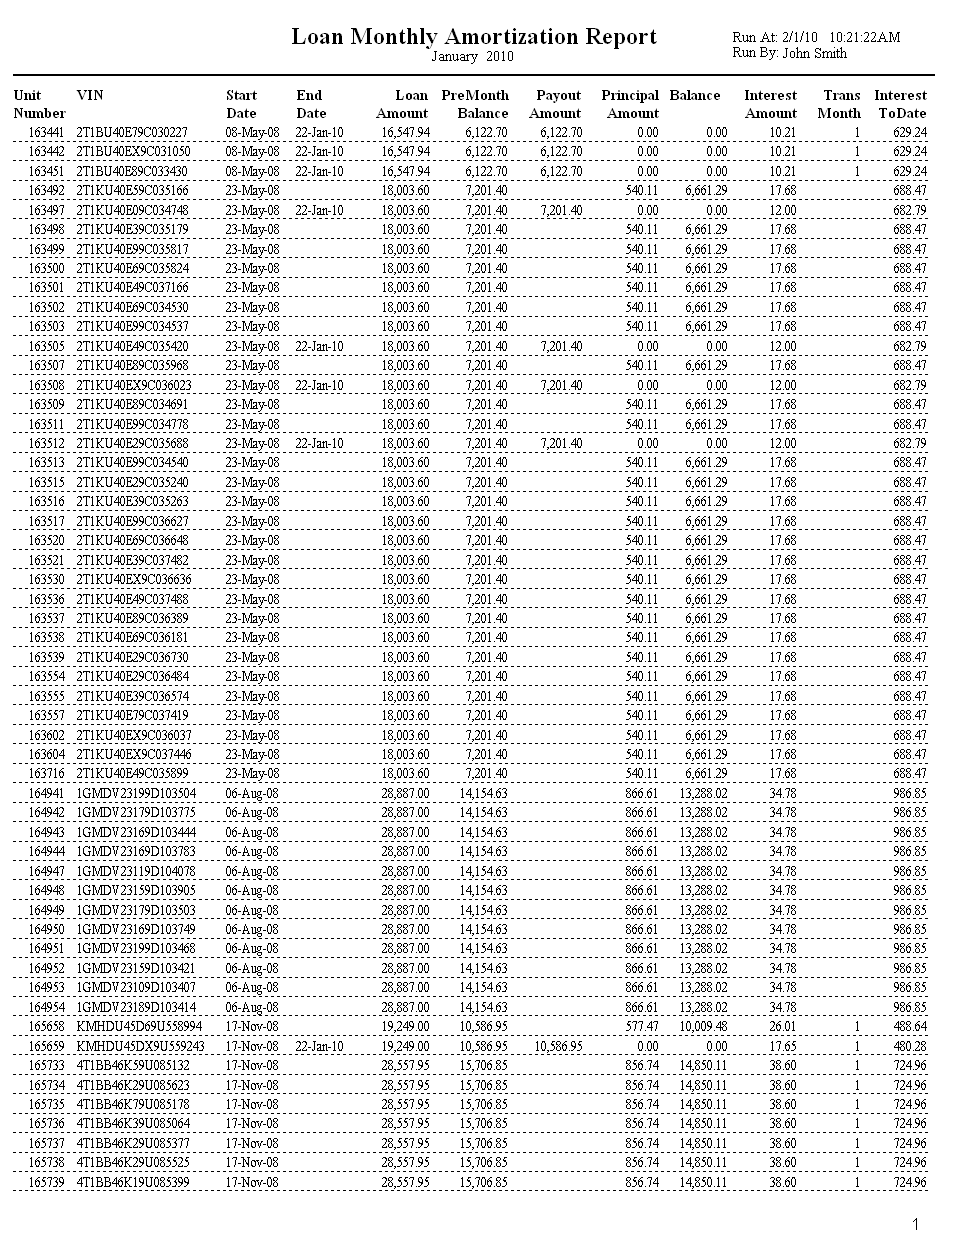 Loan Monthly Amortization Report
January 2010
Run At: 2/1/10 10:21:22AM
Run By: John Smith
Unit Number VIN Start Date End Date Loan Amount PreMonth Balance Payout Amount Principal Amount Balance Interest Amount Trans Month Interest ToDate
163441 2T1BU40E79C030227 08-May-08 22-Jan-10 16,547.94 6,122.70 6,122.70 0.00 0.00 10.21 1 629.24
163442 2T1BU40EX9C031050 08-May-08 22-Jan-10 16,547.94 6,122.70 6,122.70 0.00 0.00 10.21 1 629.24
163451 2T1BU40E89C033430 08-May-08 22-Jan-10 16,547.94 6,122.70 6,122.70 0.00 0.00 10.21 1 629.24
163492 2T1KU40E59C035166 23-May-08 18,003.60 7,201.40 540.11 6,661.29 17.68 688.47
163497 2T1KU40E09C034748 23-May-08 22-Jan-10 18,003.60 7,201.40 7,201.40 0.00 0.00 12.00 682.79
163498 2T1KU40E39C035179 23-May-08 18,003.60 7,201.40 540.11 6,661.29 17.68 688.47
163499 2T1KU40E99C035817 23-May-08 18,003.60 7,201.40 540.11 6,661.29 17.68 688.47
163500 2T1KU40E69C035824 23-May-08 18,003.60 7,201.40 540.11 6,661.29 17.68 688.47
163501 2T1KU40E49C037166 23-May-08 18,003.60 7,201.40 540.11 6,661.29 17.68 688.47
163502 2T1KU40E69C034530 23-May-08 18,003.60 7,201.40 540.11 6,661.29 17.68 688.47
163503 2T1KU40E99C034537 23-May-08 18,003.60 7,201.40 540.11 6,661.29 17.68 688.47
163505 2T1KU40E49C035420 23-May-08 22-Jan-10 18,003.60 7,201.40 7,201.40 0.00 0.00 12.00 682.79
163507 2T1KU40E89C035968 23-May-08 18,003.60 7,201.40 540.11 6,661.29 17.68 688.47
163508 2T1KU40EX9C036023 23-May-08 22-Jan-10 18,003.60 7,201.40 7,201.40 0.00 0.00 12.00 682.79
163509 2T1KU40E89C034691 23-May-08 18,003.60 7,201.40 540.11 6,661.29 17.68 688.47
163511 2T1KU40E99C034778 23-May-08 18,003.60 7,201.40 540.11 6,661.29 17.68 688.47
163512 2T1KU40E29C035688 23-May-08 22-Jan-10 18,003.60 7,201.40 7,201.40 0.00 0.00 12.00 682.79
163513 2T1KU40E99C034540 23-May-08 18,003.60 7,201.40 540.11 6,661.29 17.68 688.47
163515 2T1KU40E29C035240 23-May-08 18,003.60 7,201.40 540.11 6,661.29 17.68 688.47
163516 2T1KU40E39C035263 23-May-08 18,003.60 7,201.40 540.11 6,661.29 17.68 688.47
163517 2T1KU40E99C036627 23-May-08 18,003.60 7,201.40 540.11 6,661.29 17.68 688.47
163520 2T1KU40E69C036648 23-May-08 18,003.60 7,201.40 540.11 6,661.29 17.68 688.47
163521 2T1KU40E39C037482 23-May-08 18,003.60 7,201.40 540.11 6,661.29 17.68 688.47
163530 2T1KU40EX9C036636 23-May-08 18,003.60 7,201.40 540.11 6,661.29 17.68 688.47
163536 2T1KU40E49C037488 23-May-08 18,003.60 7,201.40 540.11 6,661.29 17.68 688.47
163537 2T1KU40E89C036389 23-May-08 18,003.60 7,201.40 540.11 6,661.29 17.68 688.47
163538 2T1KU40E69C036181 23-May-08 18,003.60 7,201.40 540.11 6,661.29 17.68 688.47
163539 2T1KU40E29C036730 23-May-08 18,003.60 7,201.40 540.11 6,661.29 17.68 688.47
163554 2T1KU40E29C036484 23-May-08 18,003.60 7,201.40 540.11 6,661.29 17.68 688.47
163555 2T1KU40E39C036574 23-May-08 18,003.60 7,201.40 540.11 6,661.29 17.68 688.47
163557 2T1KU40E79C037419 23-May-08 18,003.60 7,201.40 540.11 6,661.29 17.68 688.47
163602 2T1KU40EX9C036037 23-May-08 18,003.60 7,201.40 540.11 6,661.29 17.68 688.47
163604 2T1KU40EX9C037446 23-May-08 18,003.60 7,201.40 540.11 6,661.29 17.68 688.47
163716 2T1KU40E49C035899 23-May-08 18,003.60 7,201.40 540.11 6,661.29 17.68 688.47
164941 1GMDV23199D103504 06-Aug-08 28,887.00 14,154.63 866.61 13,288.02 34.78 986.85
164942 1GMDV23179D103775 06-Aug-08 28,887.00 14,154.63 866.61 13,288.02 34.78 986.85
164943 1GMDV23169D103444 06-Aug-08 28,887.00 14,154.63 866.61 13,288.02 34.78 986.85
164944 1GMDV23169D103783 06-Aug-08 28,887.00 14,154.63 866.61 13,288.02 34.78 986.85
164947 1GMDV23119D104078 06-Aug-08 28,887.00 14,154.63 866.61 13,288.02 34.78 986.85
164948 1GMDV23159D103905 06-Aug-08 28,887.00 14,154.63 866.61 13,288.02 34.78 986.85
164949 1GMDV23179D103503 06-Aug-08 28,887.00 14,154.63 866.61 13,288.02 34.78 986.85
164950 1GMDV23169D103749 06-Aug-08 28,887.00 14,154.63 866.61 13,288.02 34.78 986.85
164951 1GMDV23199D103468 06-Aug-08 28,887.00 14,154.63 866.61 13,288.02 34.78 986.85
164952 1GMDV23159D103421 06-Aug-08 28,887.00 14,154.63 866.61 13,288.02 34.78 986.85
164953 1GMDV23109D103407 06-Aug-08 28,887.00 14,154.63 866.61 13,288.02 34.78 986.85
164954 1GMDV23189D103414 06-Aug-08 28,887.00 14,154.63 866.61 13,288.02 34.78 986.85
165658 KMHDU45D69U558994 17-Nov-08 19,249.00 10,586.95 577.47 10,009.48 26.01 1 488.64
165659 KMHDU45DX9U559243 17-Nov-08 22-Jan-10 19,249.00 10,586.95 10,586.95 0.00 0.00 17.65 1 480.28
165733 4T1BB46K59U085132 17-Nov-08 28,557.95 15,706.85 856.74 14,850.11 38.60 1 724.96
165734 4T1BB46K29U085623 17-Nov-08 28,557.95 15,706.85 856.74 14,850.11 38.60 1 724.96
165735 4T1BB46K79U085178 17-Nov-08 28,557.95 15,706.85 856.74 14,850.11 38.60 1 724.96
165736 4T1BB46K39U085064 17-Nov-08 28,557.95 15,706.85 856.74 14,850.11 38.60 1 724.96
165737 4T1BB46K29U085377 17-Nov-08 28,557.95 15,706.85 856.74 14,850.11 38.60 1 724.96
165738 4T1BB46K29U085525 17-Nov-08 28,557.95 15,706.85 856.74 14,850.11 38.60 1 724.96
165739 4T1BB46K19U085399 17-Nov-08 28,557.95 15,706.85 856.74 14,850.11 38.60 1 724.96
1